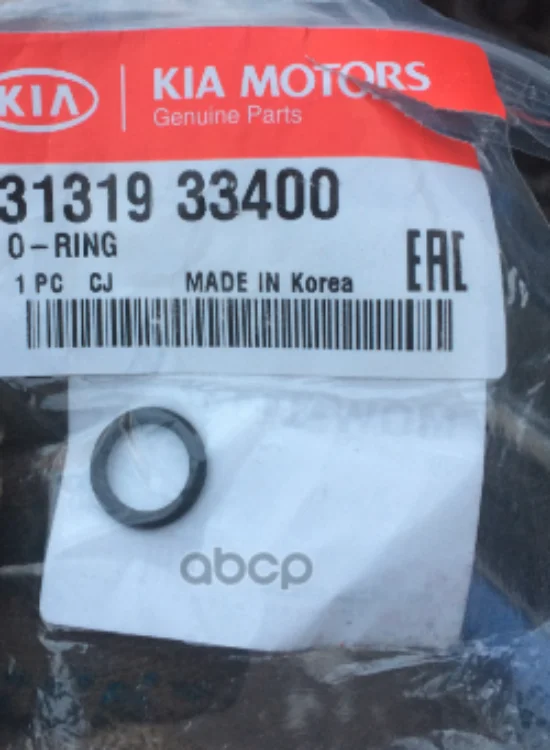 KIA
KIA MOTORS
Genuine Parts
31319 33400
O-RING
1 PC CJ MADE IN Korea
EAC
abcp